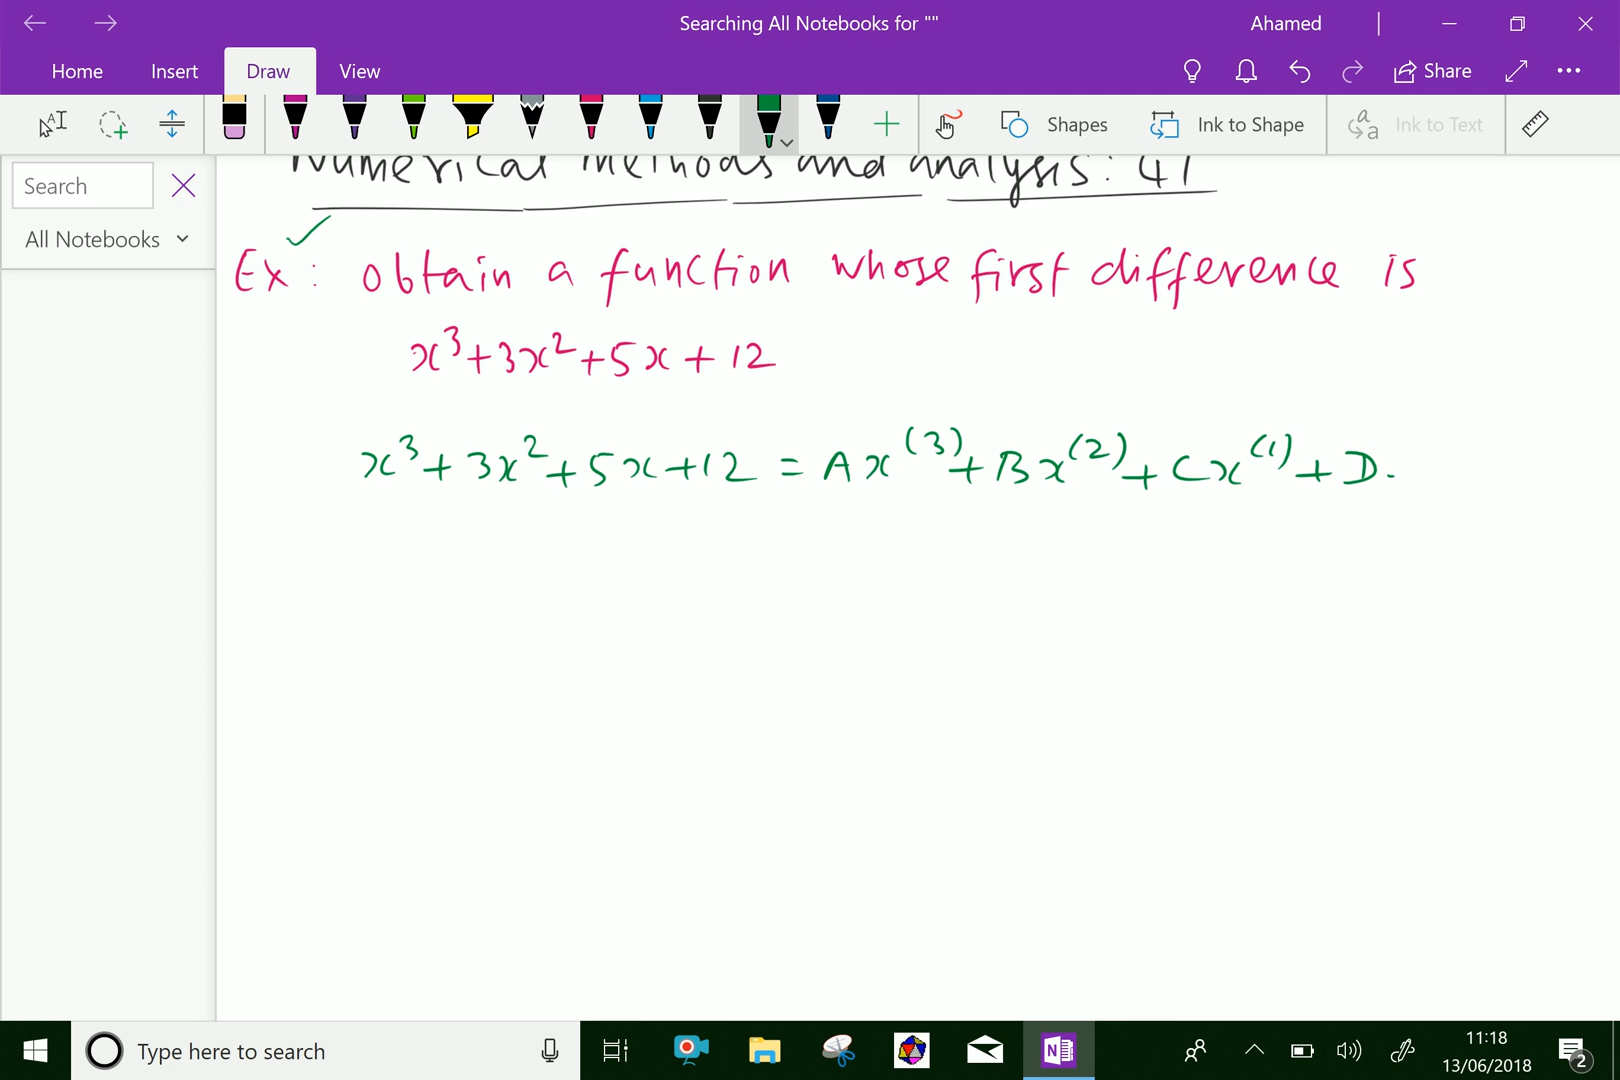 Searching All Notebooks for ""
Ahamed
Home Insert Draw View
Share
Shapes
Ink to Shape
Ink to Text
Search
All Notebooks
Numerical methods and analysis: 41
Ex: obtain a function whose first difference is
x³+3x²+5x+12
x³+3x²+5x+12 = Ax⁽³⁾+Bx⁽²⁾+Cx⁽¹⁾+D.
Type here to search
11:18
13/06/2018
2